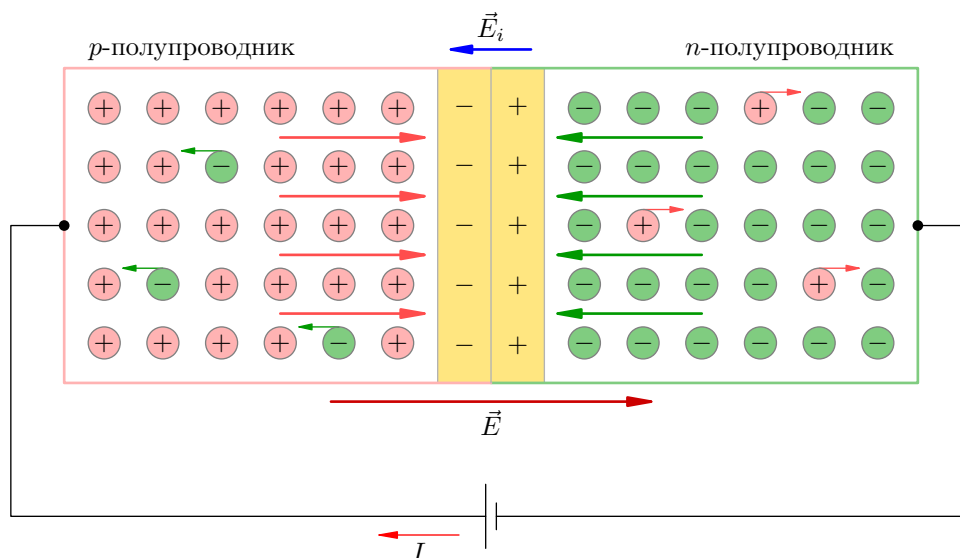 E⃗ᵢ
p-полупроводник n-полупроводник
+ + + + + + − + − − − + − −
+ + − + + + − + − − − − − −
+ + + + + + − + − + − − − −
+ − + + + + − + − − − − + −
+ + + + − + − + − − − − − −
E⃗
I